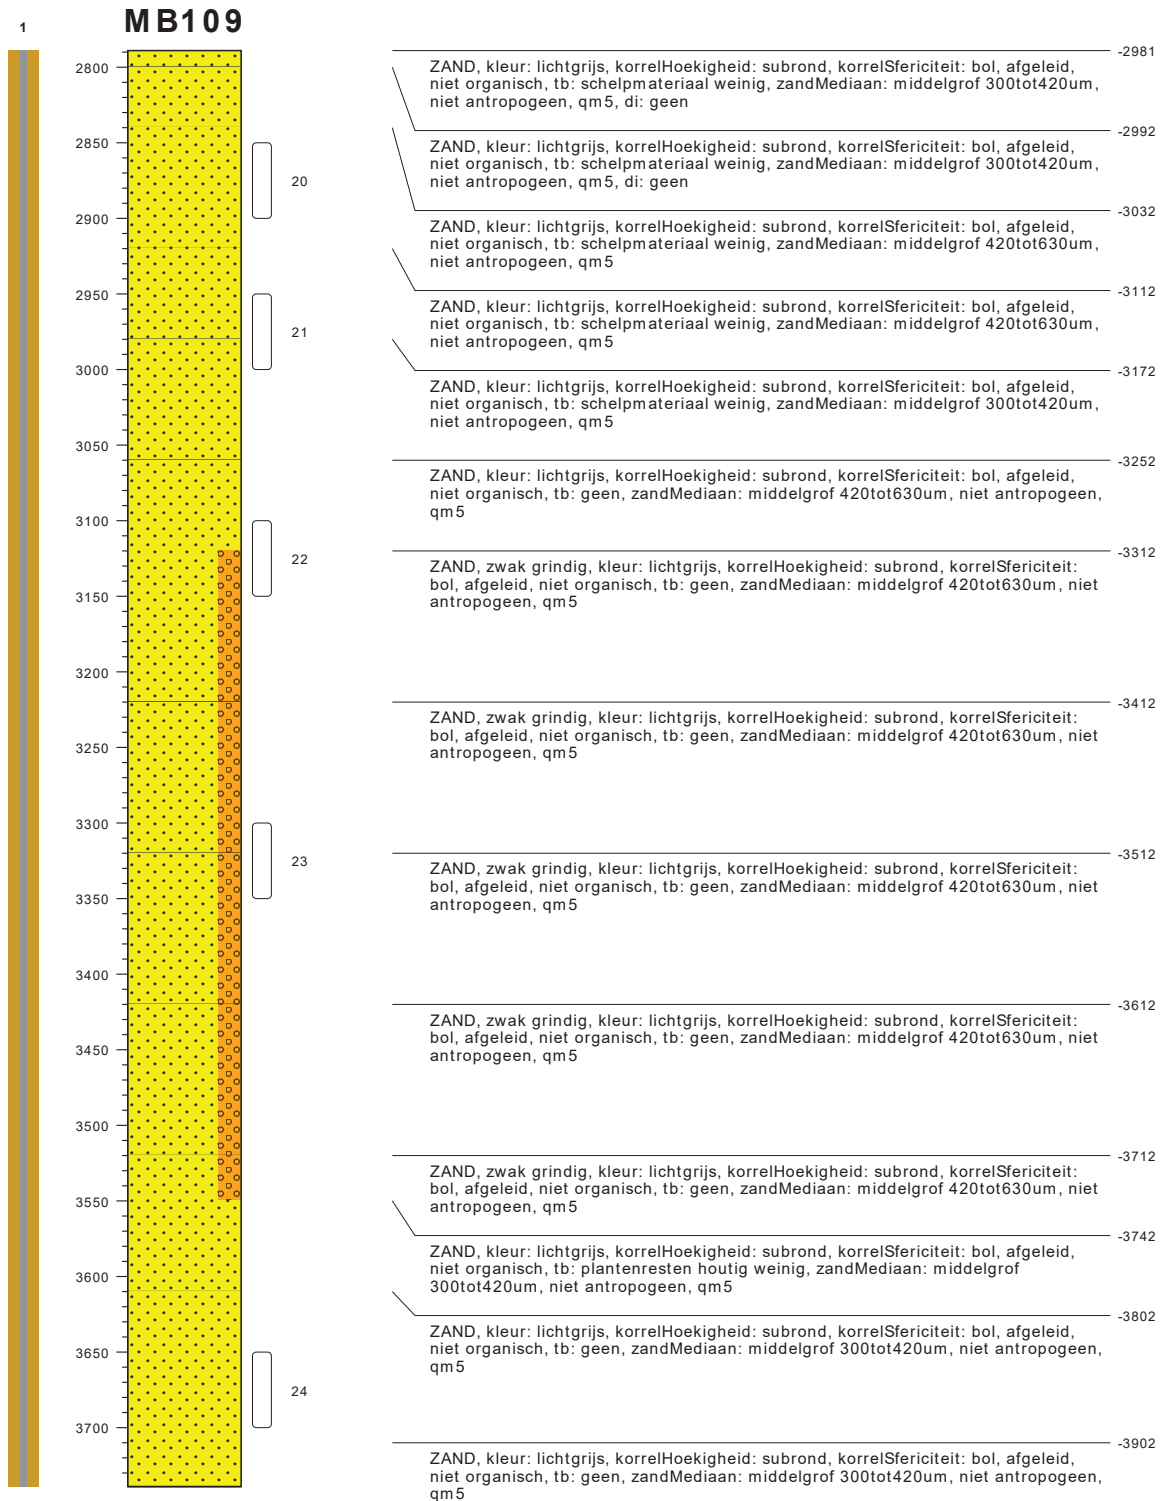 1
MB109
2800
2850
2900
2950
3000
3050
3100
3150
3200
3250
3300
3350
3400
3450
3500
3550
3600
3650
3700
20
21
22
23
24
-2981
ZAND, kleur: lichtgrijs, korrelHoekigheid: subrond, korrelSfericiteit: bol, afgeleid,
niet organisch, tb: schelpmateriaal weinig, zandMediaan: middelgrof 300tot420um,
niet antropogeen, qm5, di: geen
-2992
ZAND, kleur: lichtgrijs, korrelHoekigheid: subrond, korrelSfericiteit: bol, afgeleid,
niet organisch, tb: schelpmateriaal weinig, zandMediaan: middelgrof 300tot420um,
niet antropogeen, qm5, di: geen
-3032
ZAND, kleur: lichtgrijs, korrelHoekigheid: subrond, korrelSfericiteit: bol, afgeleid,
niet organisch, tb: schelpmateriaal weinig, zandMediaan: middelgrof 420tot630um,
niet antropogeen, qm5
-3112
ZAND, kleur: lichtgrijs, korrelHoekigheid: subrond, korrelSfericiteit: bol, afgeleid,
niet organisch, tb: schelpmateriaal weinig, zandMediaan: middelgrof 420tot630um,
niet antropogeen, qm5
-3172
ZAND, kleur: lichtgrijs, korrelHoekigheid: subrond, korrelSfericiteit: bol, afgeleid,
niet organisch, tb: schelpmateriaal weinig, zandMediaan: middelgrof 300tot420um,
niet antropogeen, qm5
-3252
ZAND, kleur: lichtgrijs, korrelHoekigheid: subrond, korrelSfericiteit: bol, afgeleid,
niet organisch, tb: geen, zandMediaan: middelgrof 420tot630um, niet antropogeen,
qm5
-3312
ZAND, zwak grindig, kleur: lichtgrijs, korrelHoekigheid: subrond, korrelSfericiteit:
bol, afgeleid, niet organisch, tb: geen, zandMediaan: middelgrof 420tot630um, niet
antropogeen, qm5
-3412
ZAND, zwak grindig, kleur: lichtgrijs, korrelHoekigheid: subrond, korrelSfericiteit:
bol, afgeleid, niet organisch, tb: geen, zandMediaan: middelgrof 420tot630um, niet
antropogeen, qm5
-3512
ZAND, zwak grindig, kleur: lichtgrijs, korrelHoekigheid: subrond, korrelSfericiteit:
bol, afgeleid, niet organisch, tb: geen, zandMediaan: middelgrof 420tot630um, niet
antropogeen, qm5
-3612
ZAND, zwak grindig, kleur: lichtgrijs, korrelHoekigheid: subrond, korrelSfericiteit:
bol, afgeleid, niet organisch, tb: geen, zandMediaan: middelgrof 420tot630um, niet
antropogeen, qm5
-3712
ZAND, zwak grindig, kleur: lichtgrijs, korrelHoekigheid: subrond, korrelSfericiteit:
bol, afgeleid, niet organisch, tb: geen, zandMediaan: middelgrof 420tot630um, niet
antropogeen, qm5
-3742
ZAND, kleur: lichtgrijs, korrelHoekigheid: subrond, korrelSfericiteit: bol, afgeleid,
niet organisch, tb: plantenresten houtig weinig, zandMediaan: middelgrof
300tot420um, niet antropogeen, qm5
-3802
ZAND, kleur: lichtgrijs, korrelHoekigheid: subrond, korrelSfericiteit: bol, afgeleid,
niet organisch, tb: geen, zandMediaan: middelgrof 300tot420um, niet antropogeen,
qm5
-3902
ZAND, kleur: lichtgrijs, korrelHoekigheid: subrond, korrelSfericiteit: bol, afgeleid,
niet organisch, tb: geen, zandMediaan: middelgrof 300tot420um, niet antropogeen,
qm5